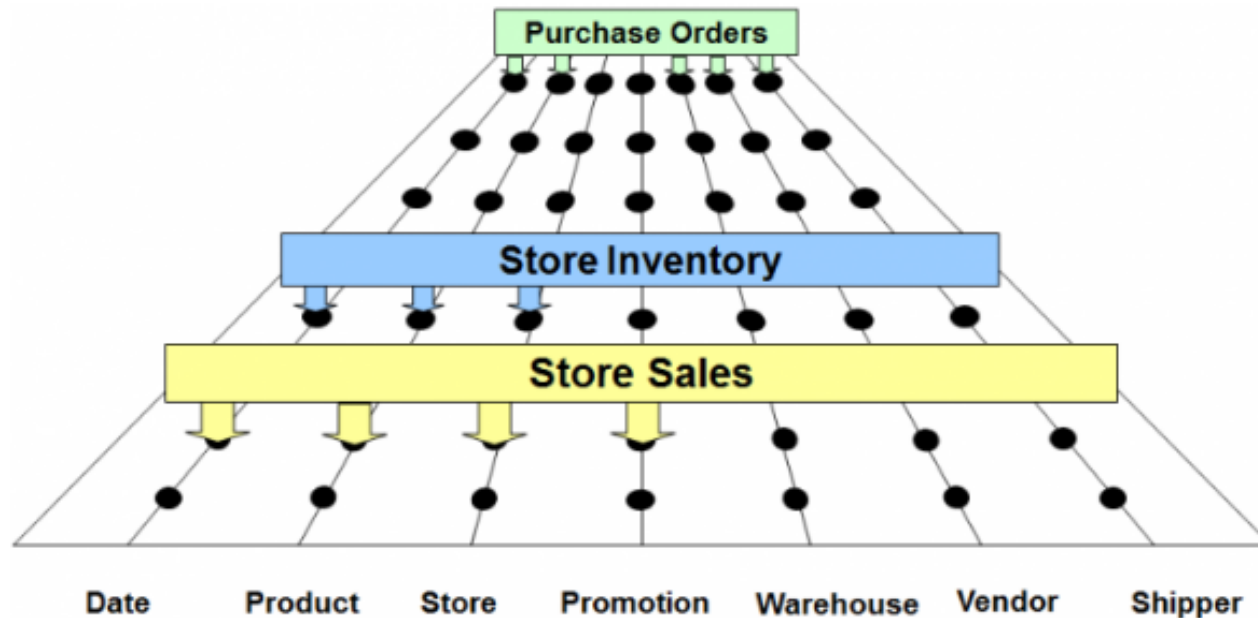 Purchase Orders
Store Inventory
Store Sales
Date Product Store Promotion Warehouse Vendor Shipper